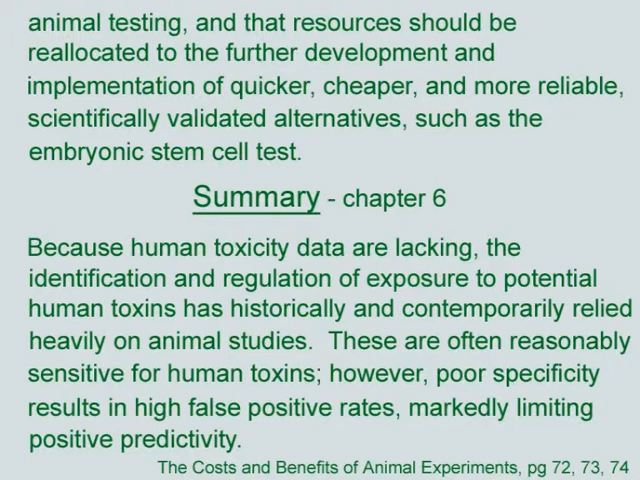 animal testing, and that resources should be
reallocated to the further development and
implementation of quicker, cheaper, and more reliable,
scientifically validated alternatives, such as the
embryonic stem cell test.
Summary - chapter 6
Because human toxicity data are lacking, the
identification and regulation of exposure to potential
human toxins has historically and contemporarily relied
heavily on animal studies.  These are often reasonably
sensitive for human toxins; however, poor specificity
results in high false positive rates, markedly limiting
positive predictivity.
The Costs and Benefits of Animal Experiments, pg 72, 73, 74